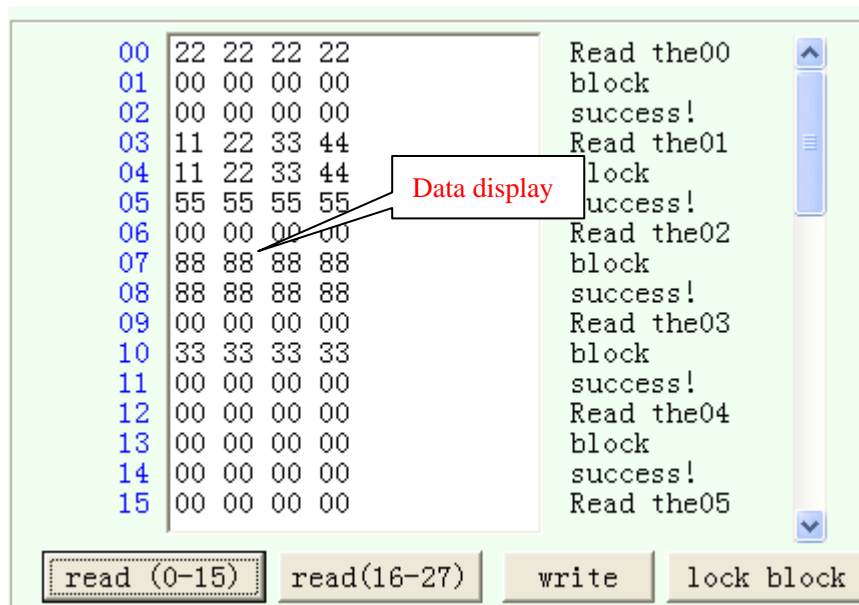 00 22 22 22 22 Read the00
01 00 00 00 00 block
02 00 00 00 00 success!
03 11 22 33 44 Read the01
04 11 22 33 44 lock
05 55 55 55 55 uccess!
Data display
06 00 00 00 00 Read the02
07 88 88 88 88 block
08 88 88 88 88 success!
09 00 00 00 00 Read the03
10 33 33 33 33 block
11 00 00 00 00 success!
12 00 00 00 00 Read the04
13 00 00 00 00 block
14 00 00 00 00 success!
15 00 00 00 00 Read the05
read (0-15) read(16-27) write lock block